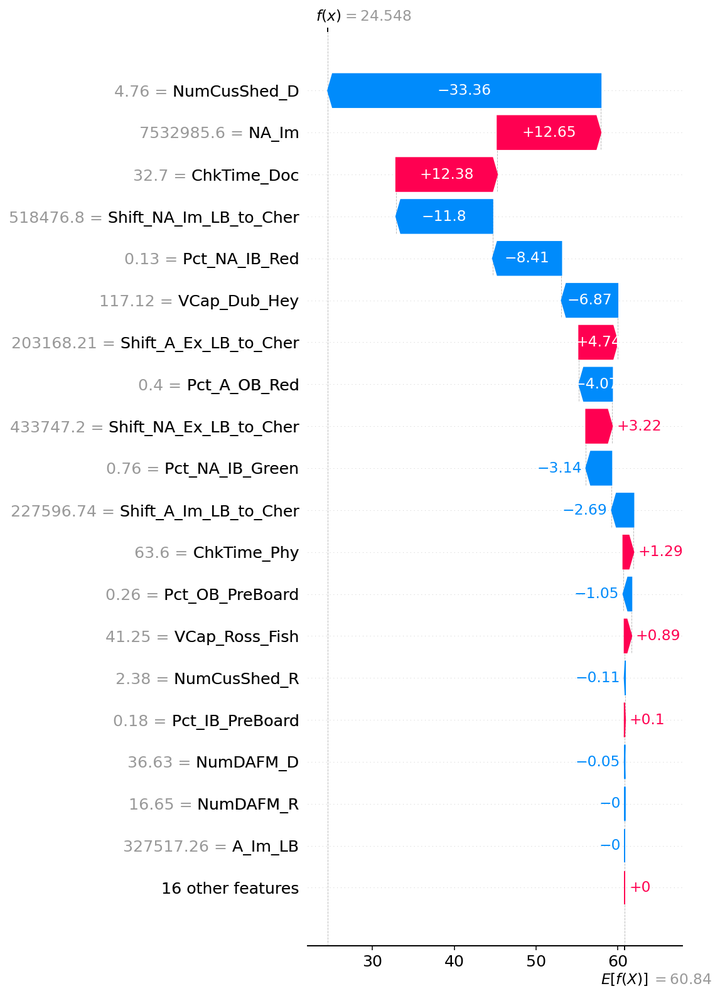 f(x) = 24.548
4.76 = NumCusShed_D −33.36
7532985.6 = NA_Im +12.65
32.7 = ChkTime_Doc +12.38
518476.8 = Shift_NA_Im_LB_to_Cher −11.8
0.13 = Pct_NA_IB_Red −8.41
117.12 = VCap_Dub_Hey −6.87
203168.21 = Shift_A_Ex_LB_to_Cher +4.74
0.4 = Pct_A_OB_Red −4.07
433747.2 = Shift_NA_Ex_LB_to_Cher +3.22
0.76 = Pct_NA_IB_Green −3.14
227596.74 = Shift_A_Im_LB_to_Cher −2.69
63.6 = ChkTime_Phy +1.29
0.26 = Pct_OB_PreBoard −1.05
41.25 = VCap_Ross_Fish +0.89
2.38 = NumCusShed_R −0.11
0.18 = Pct_IB_PreBoard +0.1
36.63 = NumDAFM_D −0.05
16.65 = NumDAFM_R −0
327517.26 = A_Im_LB −0
16 other features +0
30 40 50 60
E[f(X)] = 60.84